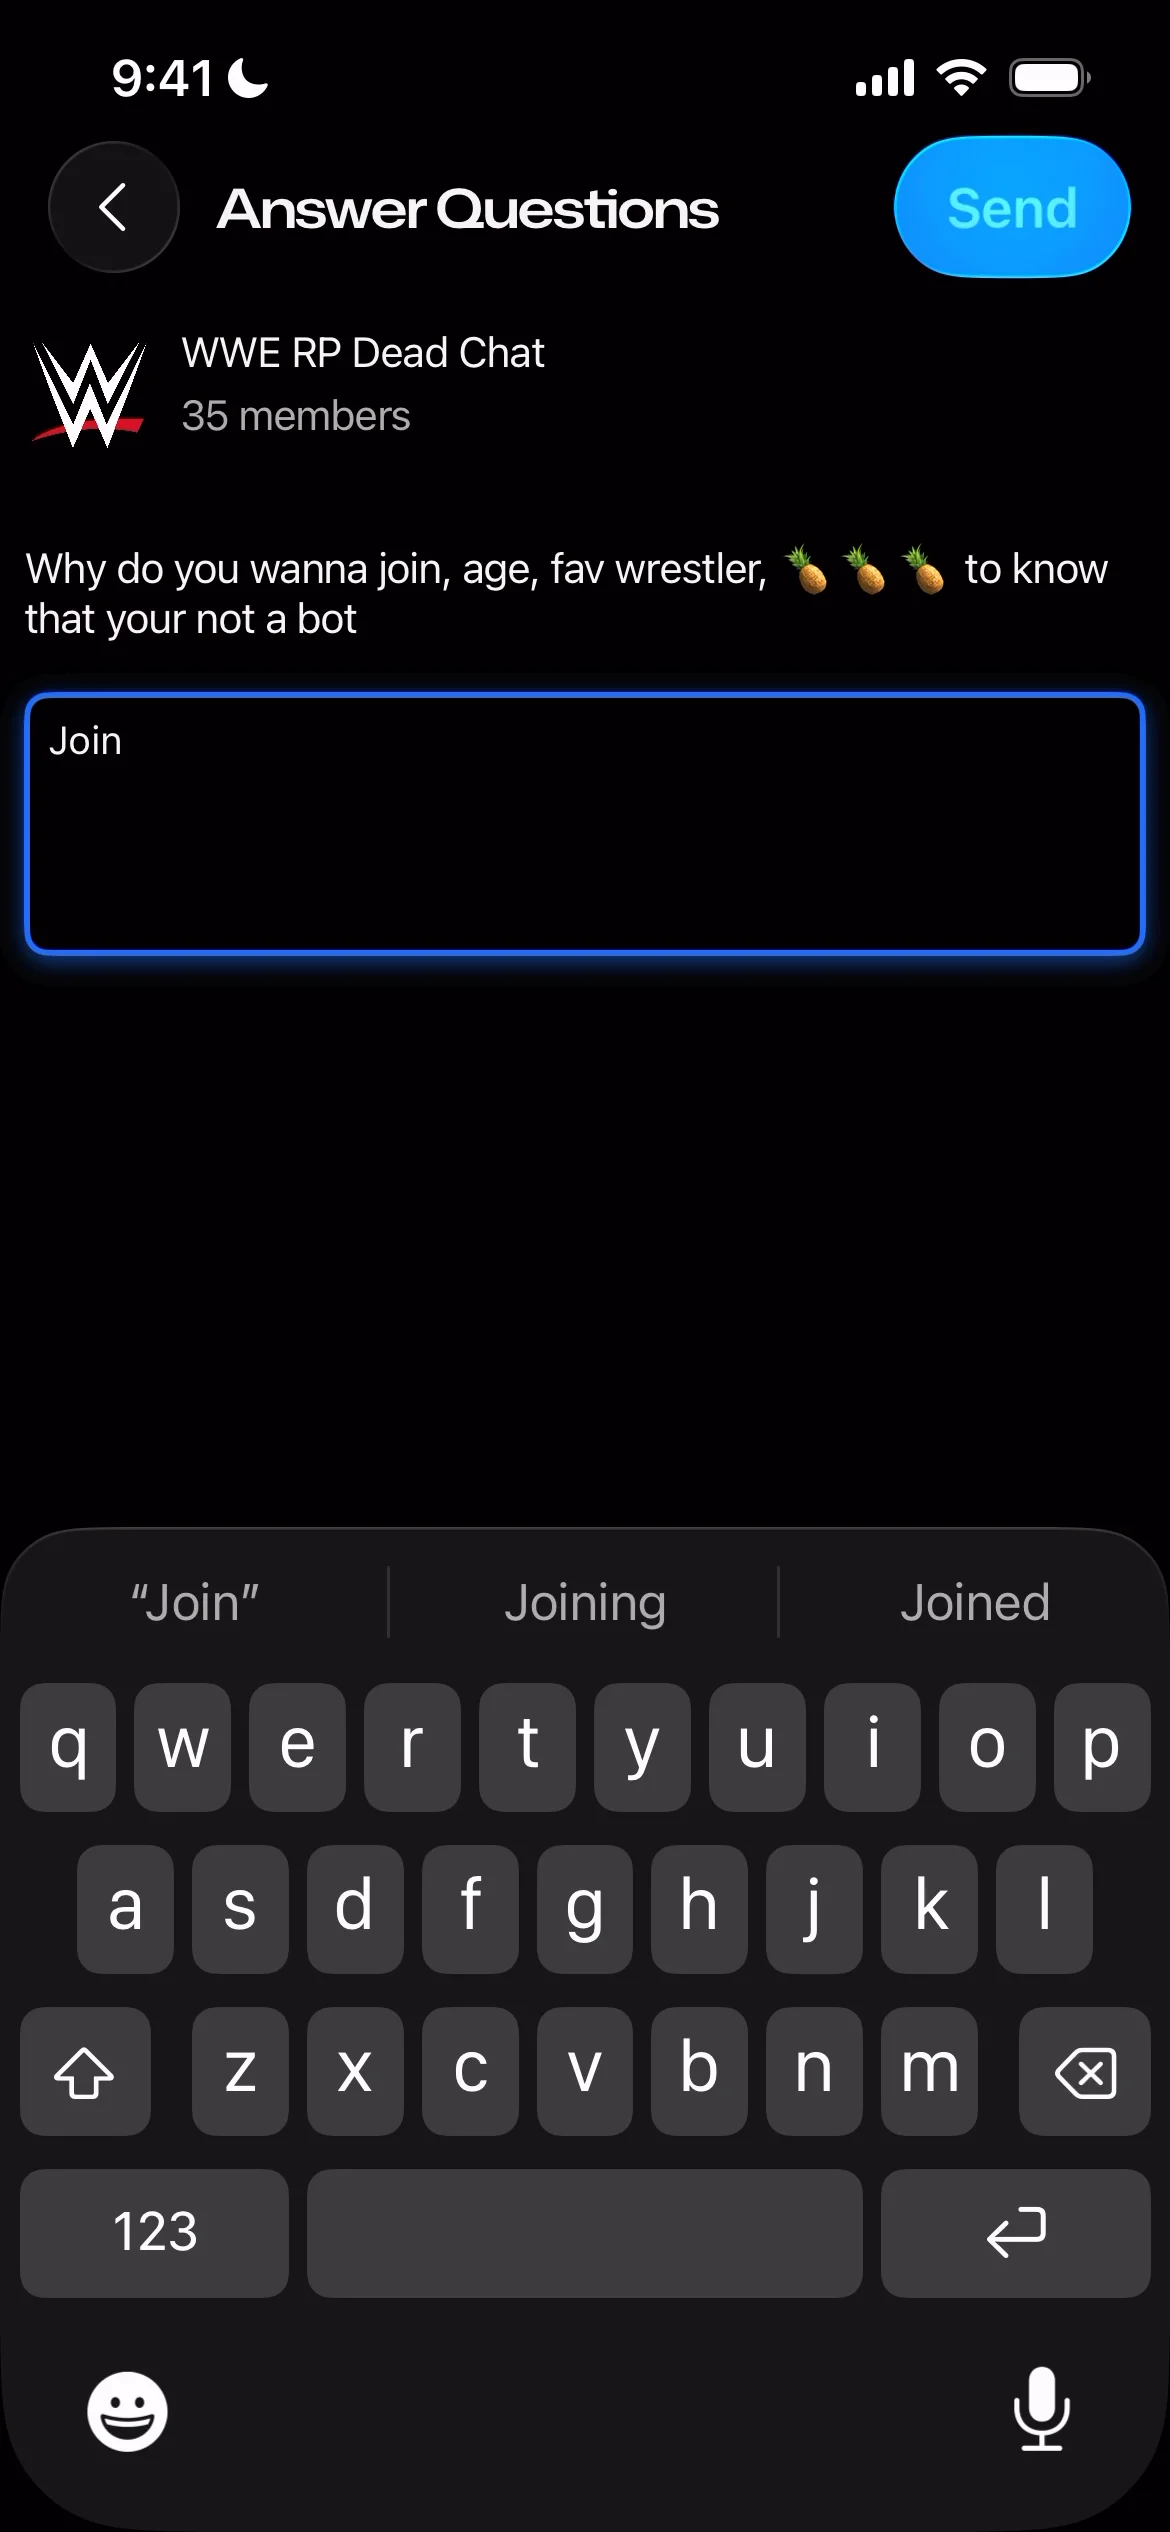 9:41
Answer Questions
Send
WWE RP Dead Chat
35 members
Why do you wanna join, age, fav wrestler, 🍍 🍍 🍍 to know
that your not a bot
Join
“Join” Joining Joined
q w e r t y u i o p
a s d f g h j k l
z x c v b n m
123